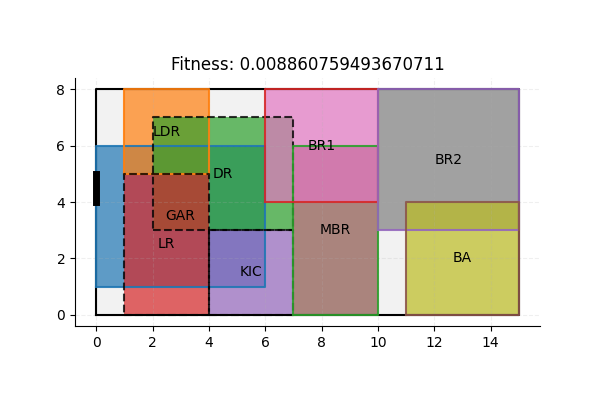 Fitness: 0.008860759493670711
8
6
4
2
0
LDR
BR1
BR2
DR
GAR
MBR
LR
BA
KIC
0 2 4 6 8 10 12 14